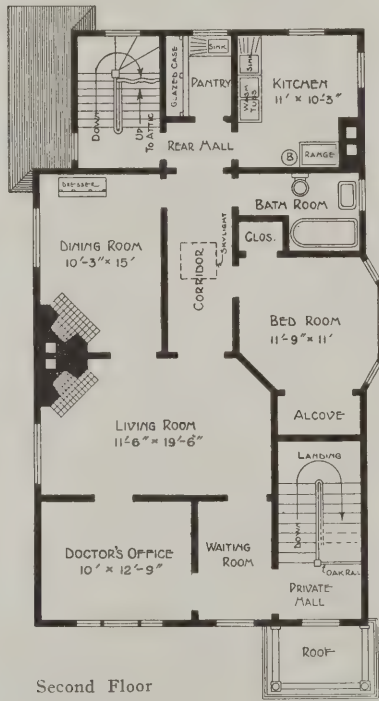 GLAZED CASE
SINK
PANTRY
SINK
WASH
TUBS
KITCHEN
11' × 10-3"
DOWN
UP
TO ATTIC
REAR HALL
B
RANGE
DRESSER
BATH ROOM
DINING ROOM
10'-3" × 15'
SKYLIGHT
CORRIDOR
CLOS.
BED ROOM
11'-9" × 11'
ALCOVE
LIVING ROOM
11'6" × 19'-6"
LANDING
DOWN
DOCTOR'S OFFICE
10' × 12'-9"
WAITING
ROOM
OAK RAIL
PRIVATE
HALL
ROOF
Second Floor